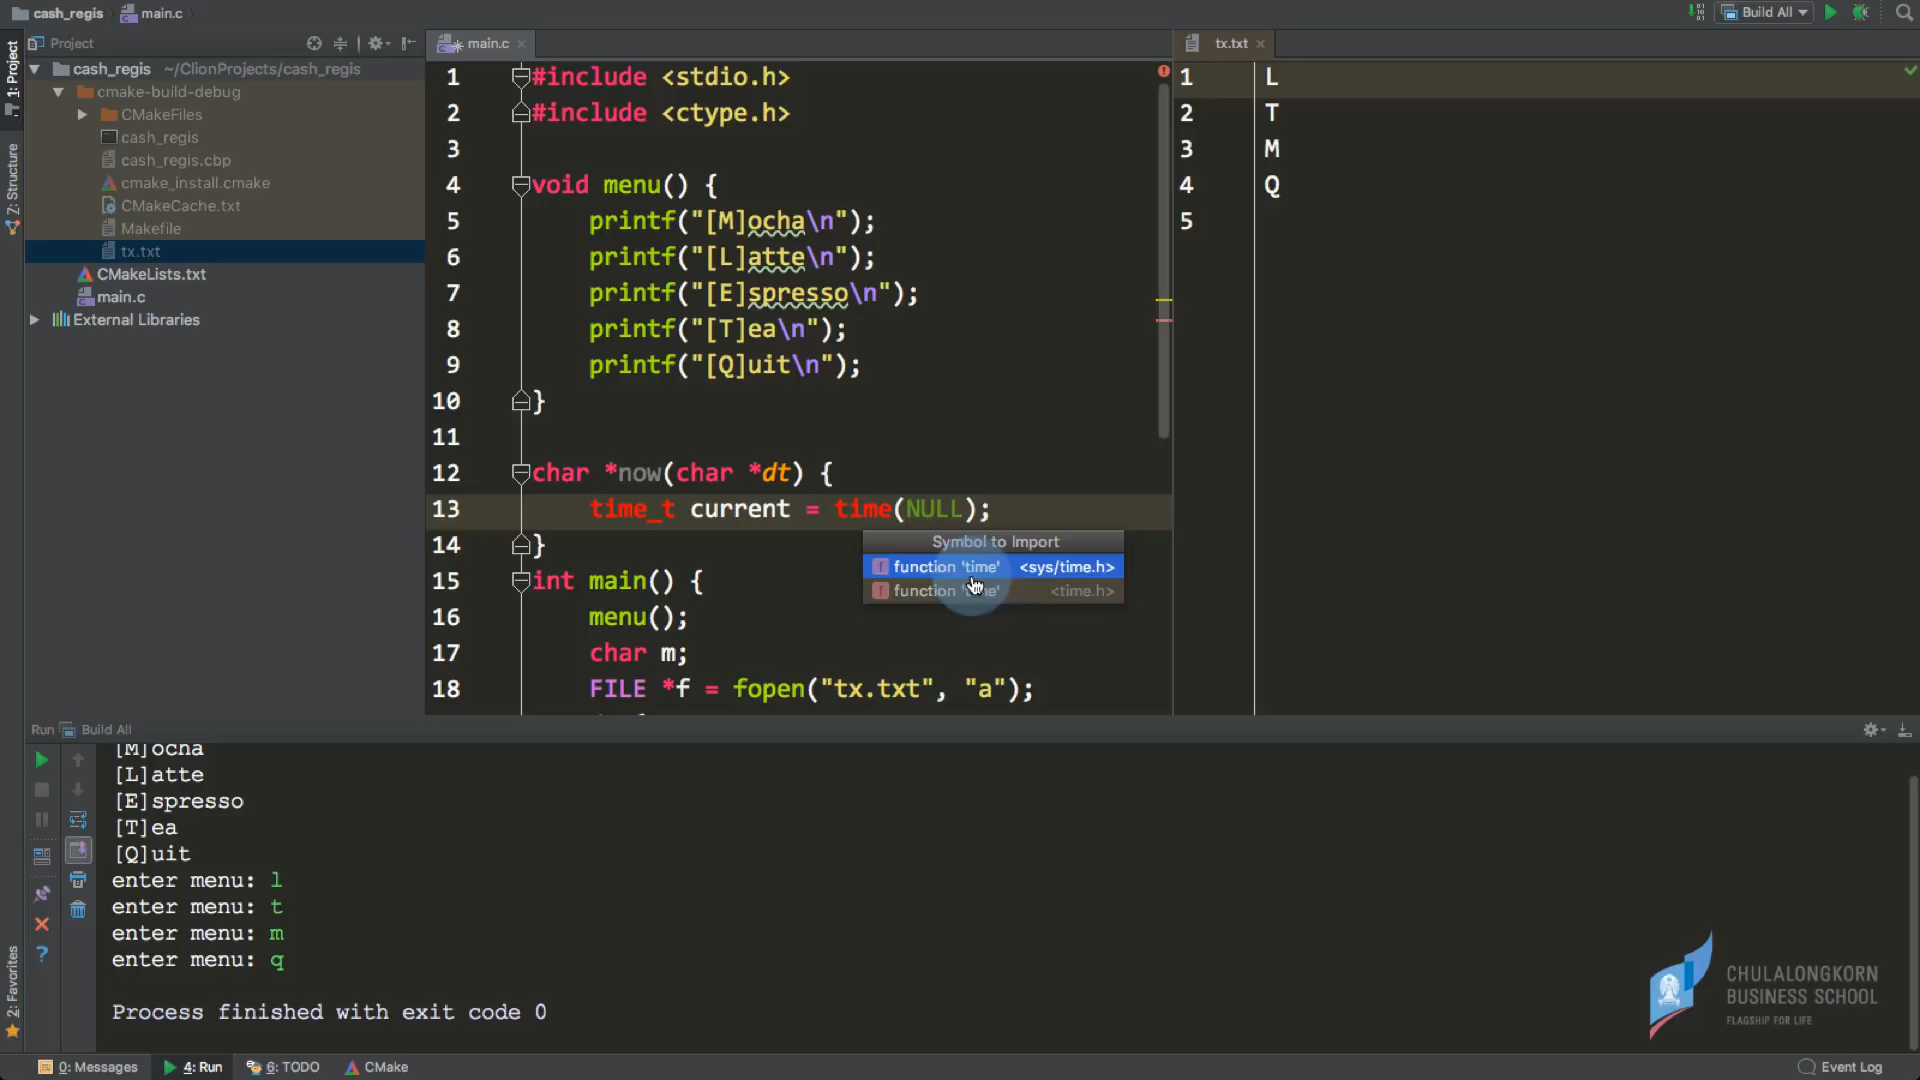 cash_regis main.c Build All
Project main.c tx.txt
1: Project
Z: Structure
2: Favorites
cash_regis ~/ClionProjects/cash_regis
cmake-build-debug
CMakeFiles
cash_regis
cash_regis.cbp
cmake_install.cmake
CMakeCache.txt
Makefile
tx.txt
CMakeLists.txt
main.c
External Libraries
1 #include <stdio.h>
2 #include <ctype.h>
3
4 void menu() {
5 printf("[M]ocha\n");
6 printf("[L]atte\n");
7 printf("[E]spresso\n");
8 printf("[T]ea\n");
9 printf("[Q]uit\n");
10 }
11
12 char *now(char *dt) {
13 time_t current = time(NULL);
14 }
15 int main() {
16 menu();
17 char m;
18 FILE *f = fopen("tx.txt", "a");
Symbol to Import
function 'time' <sys/time.h>
function 'time' <time.h>
1 L
2 T
3 M
4 Q
5
Run Build All
[M]ocha
[L]atte
[E]spresso
[T]ea
[Q]uit
enter menu: l
enter menu: t
enter menu: m
enter menu: q
Process finished with exit code 0
CHULALONGKORN
BUSINESS SCHOOL
FLAGSHIP FOR LIFE
0: Messages 4: Run 6: TODO CMake Event Log